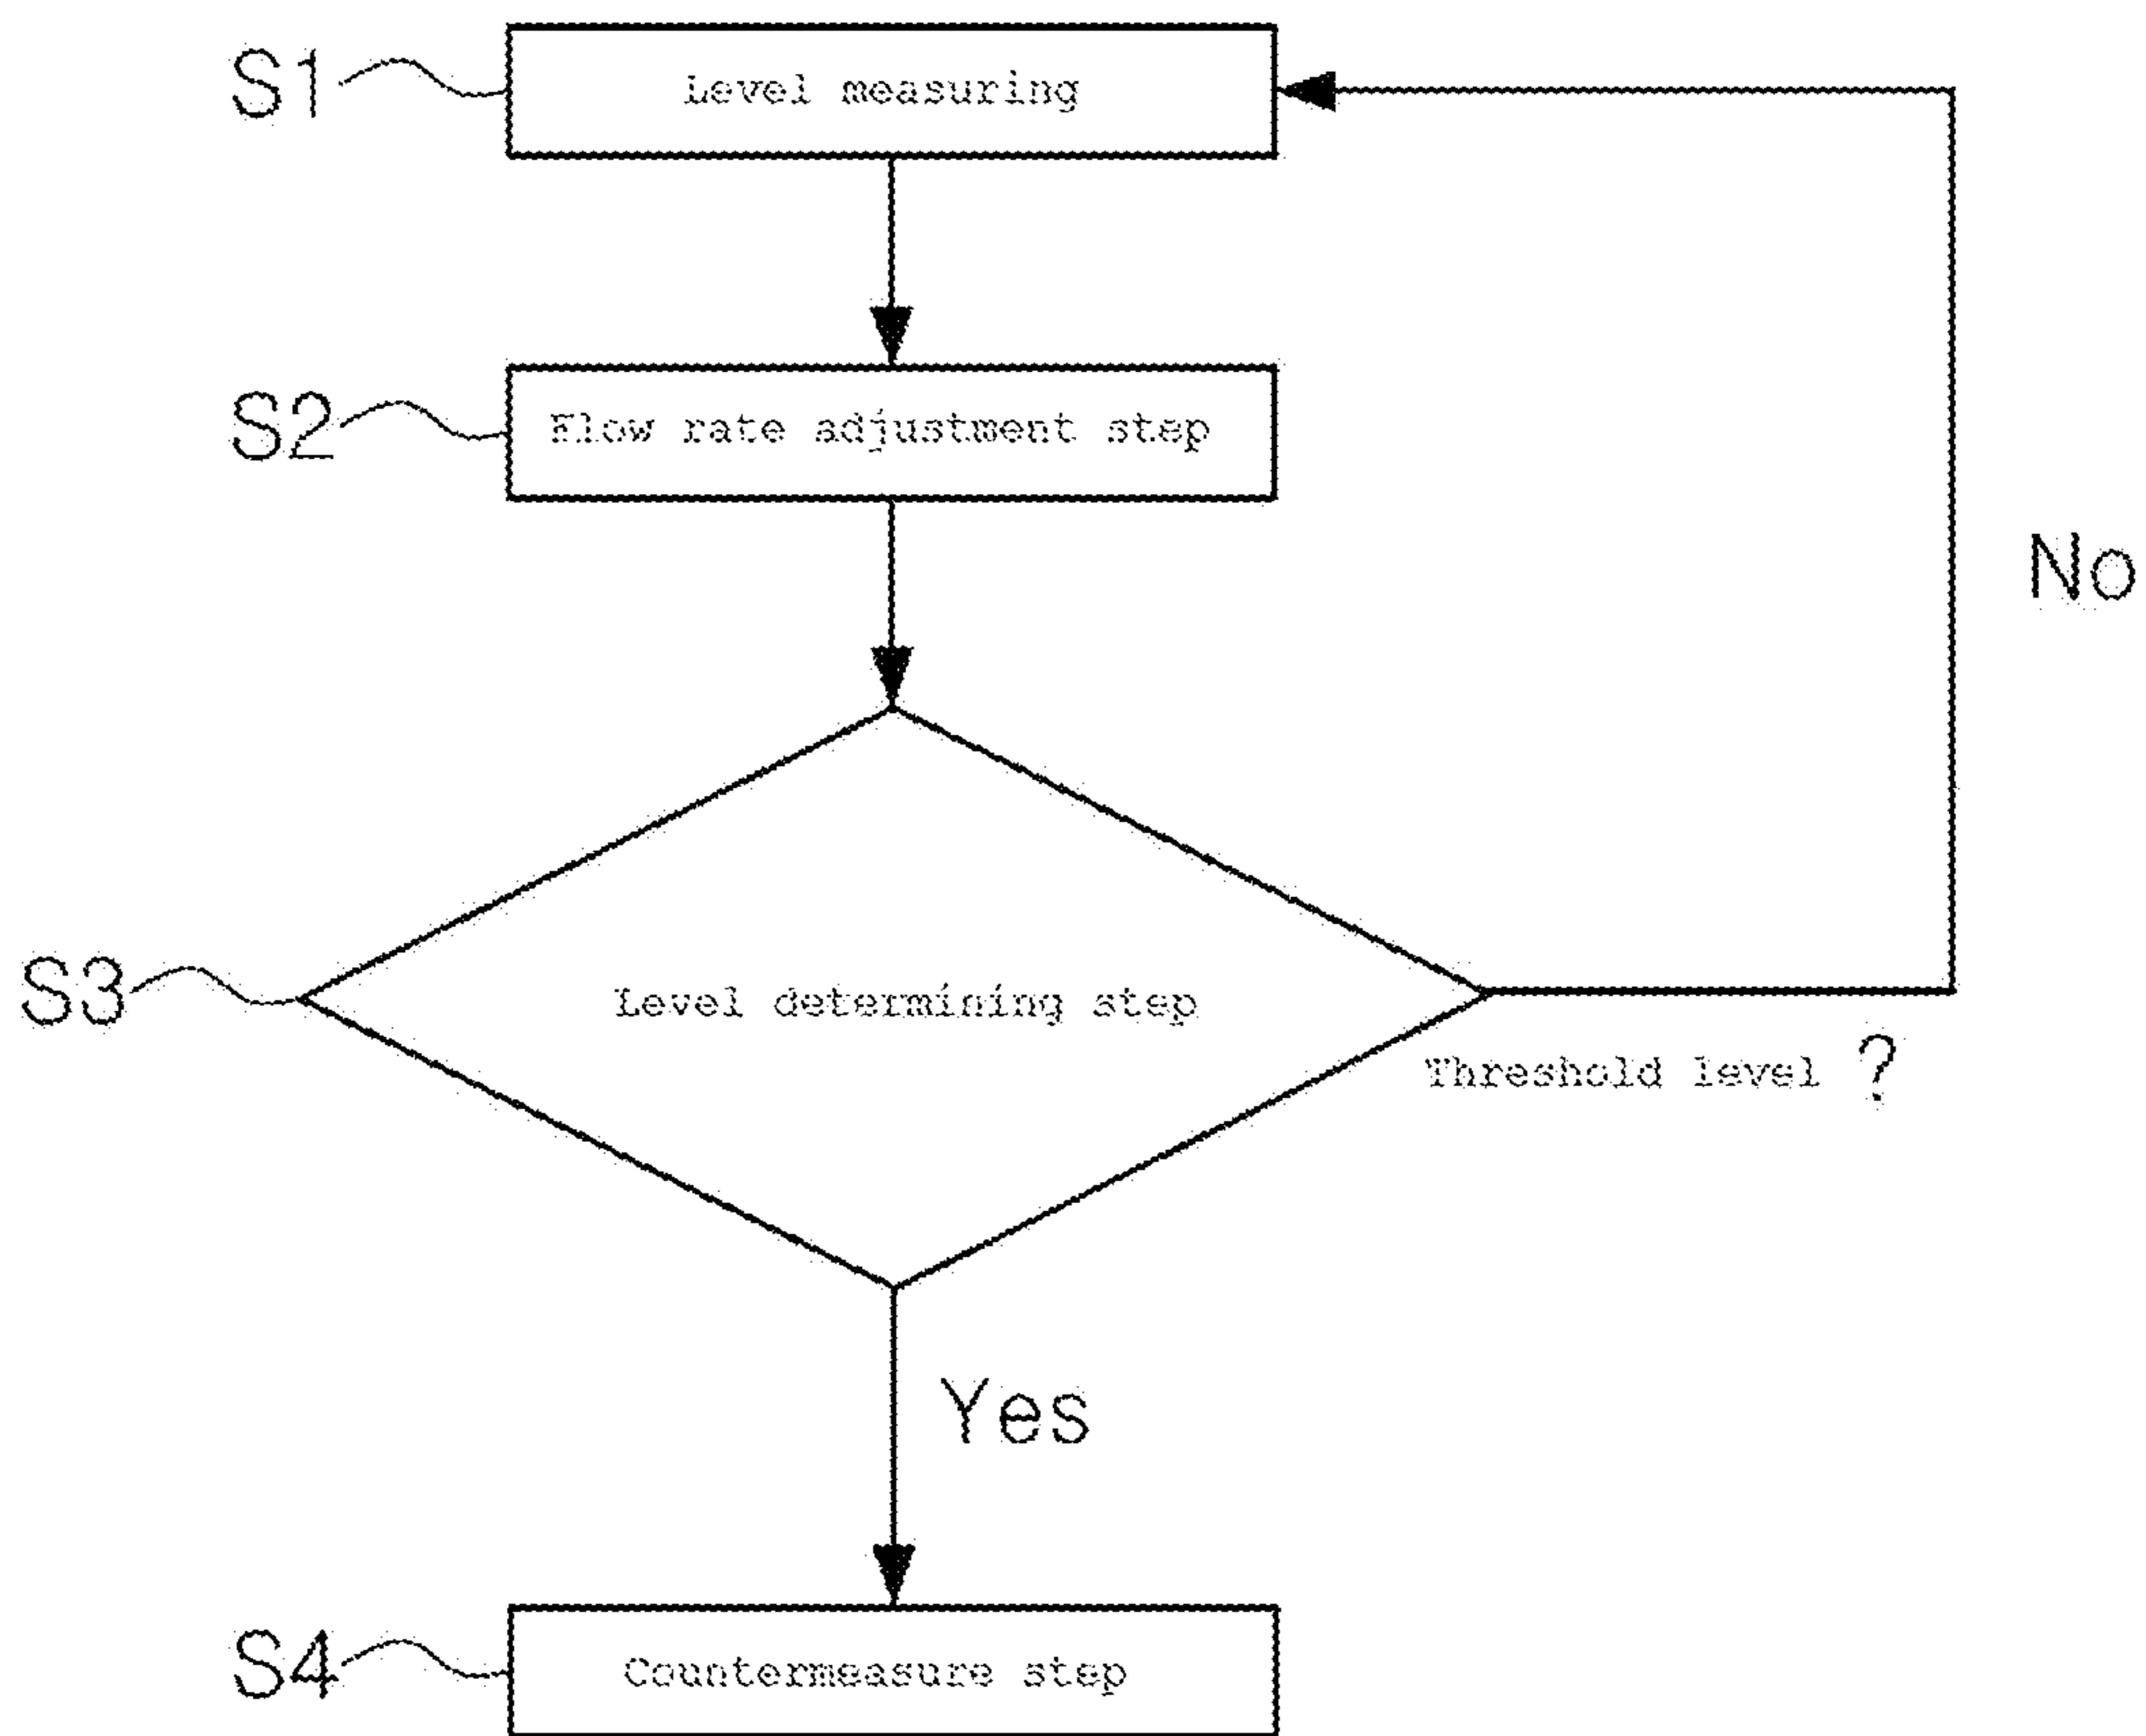 S1
Level measuring
S2
Flow rate adjustment step
No
S3
Level determining step
Threshold level ?
Yes
S4
Countermeasure step